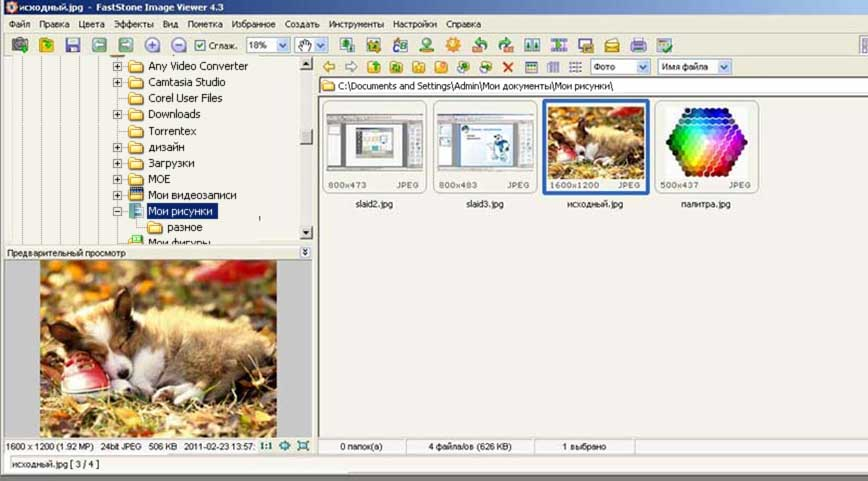 исходный.jpg - FastStone Image Viewer 4.3
Файл Правка Цвета Эффекты Вид Пометка Избранное Создать Инструменты Настройки Справка
Сглаж. 18%
Any Video Converter
Camtasia Studio
Corel User Files
Downloads
Torrentex
дизайн
Загрузки
МОЕ
Мои видеозаписи
Мои рисунки
разное
Мои фигуры
Фото Имя файла
C:\Documents and Settings\Admin\Мои документы\Мои рисунки\
800x473 JPEG 800x483 JPEG 1600x1200 JPEG 500x437 JPEG
slaid2.jpg slaid3.jpg исходный.jpg палитра.jpg
Предварительный просмотр
1600 x 1200 (1.92 MP) 24bit JPEG 506 KB 2011-02-23 13:57: 1:1 0 папок(а) 4 файла/ов (626 KB) 1 выбрано
исходный.jpg [ 3 / 4 ]